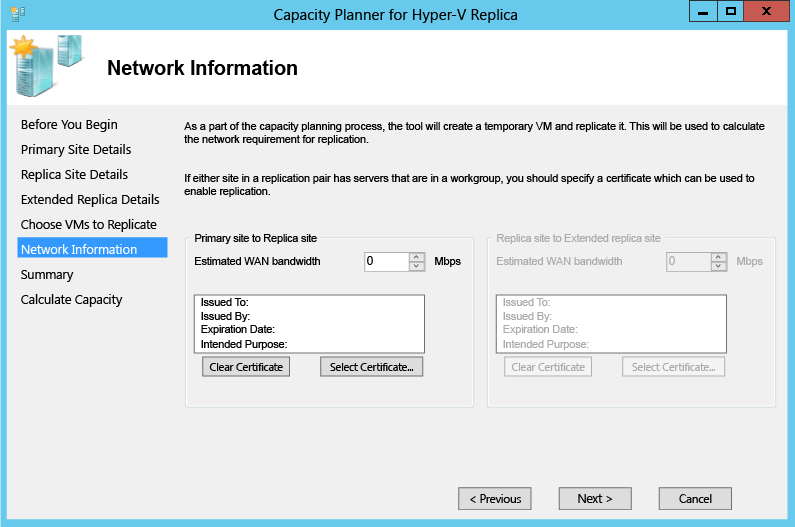 Capacity Planner for Hyper-V Replica
Network Information
Before You Begin
Primary Site Details
Replica Site Details
Extended Replica Details
Choose VMs to Replicate
Network Information
Summary
Calculate Capacity
As a part of the capacity planning process, the tool will create a temporary VM and replicate it. This will be used to calculate
the network requirement for replication.
If either site in a replication pair has servers that are in a workgroup, you should specify a certificate which can be used to
enable replication.
Primary site to Replica site
Estimated WAN bandwidth 0 Mbps
Issued To:
Issued By:
Expiration Date:
Intended Purpose:
Clear Certificate Select Certificate...
Replica site to Extended replica site
Estimated WAN bandwidth 0 Mbps
Issued To:
Issued By:
Expiration Date:
Intended Purpose:
Clear Certificate Select Certificate...
< Previous Next > Cancel